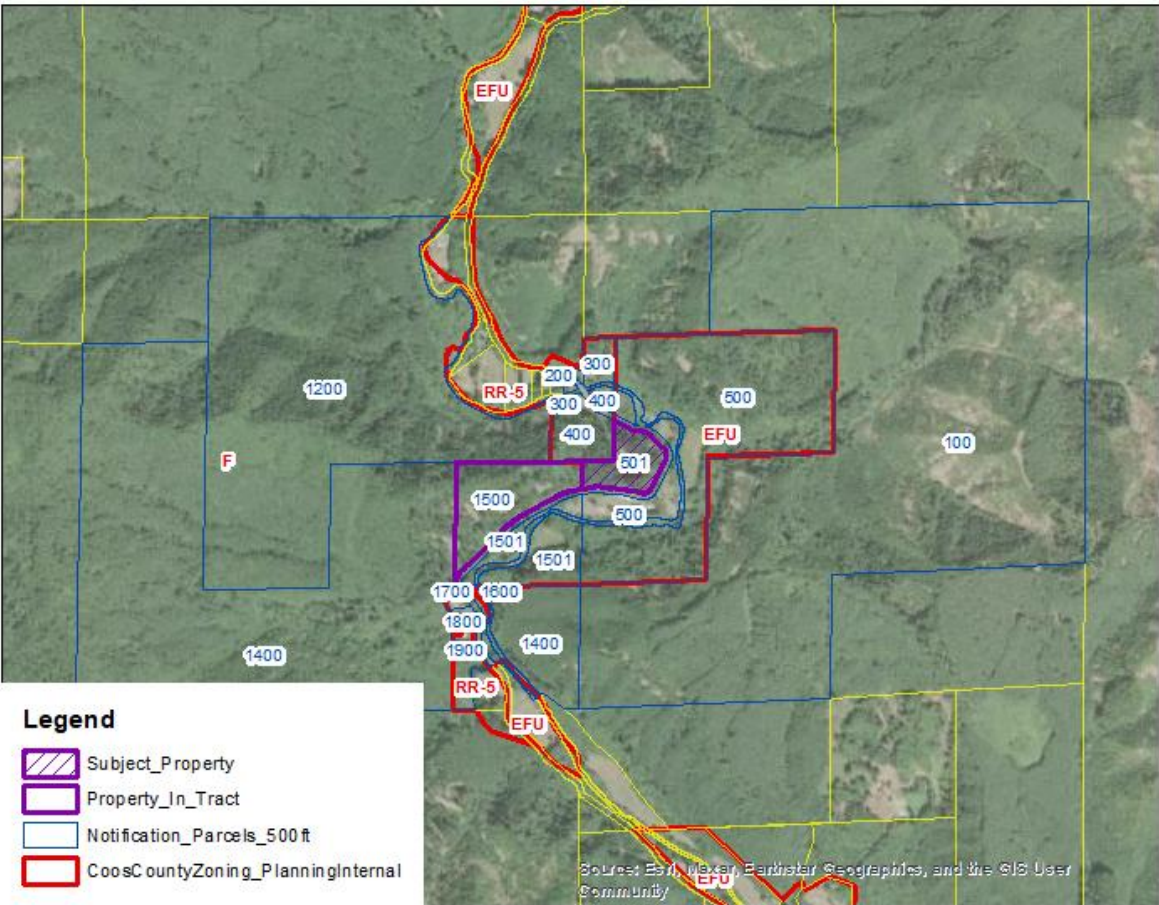 EFU
300
200
1200
RR-5
300
400
500
400
EFU
100
F
501
1500
500
1501
1501
1700
1600
1800
1400
1900
1400
RR-5
EFU
Legend
Subject_Property
Property_In_Tract
Notification_Parcels_500ft
CoosCountyZoning_PlanningInternal
Source: Esri, Maxar, Earthstar Geographics, and the GIS User
Community
EFU